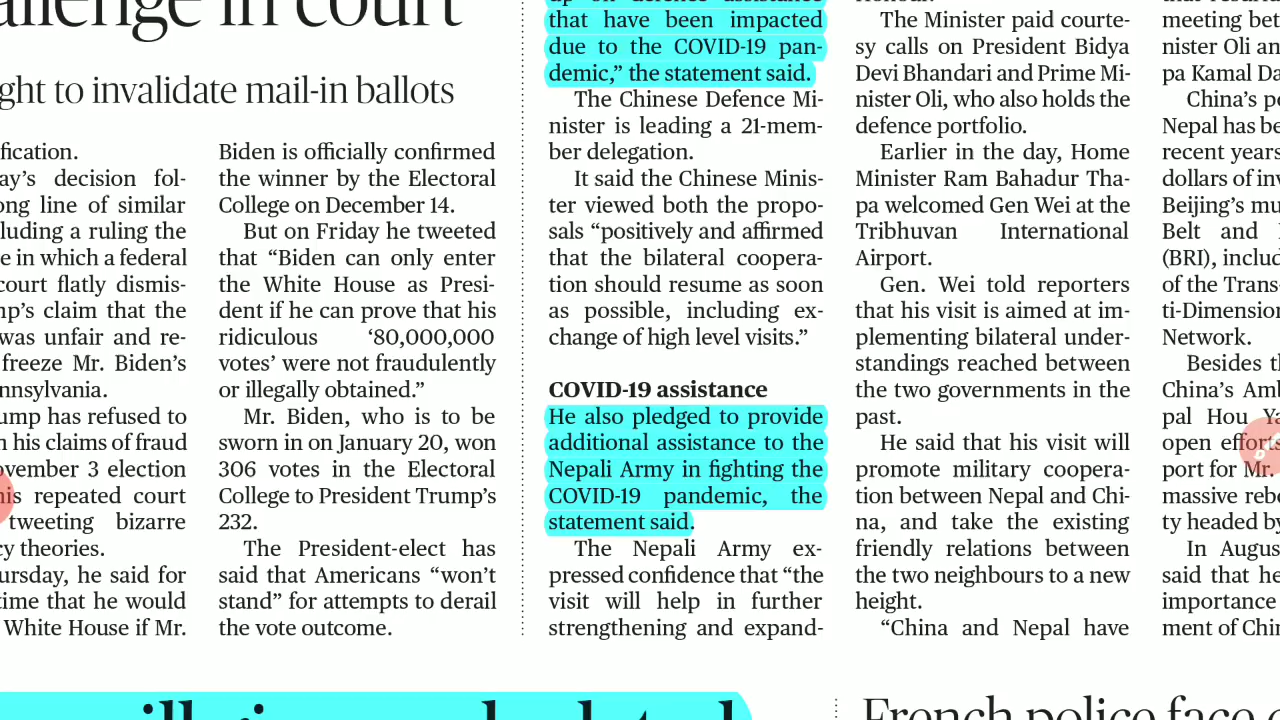 in court
ght to invalidate mail-in ballots
fication.
ay's decision fol-
ong line of similar
luding a ruling the
e in which a federal
court flatly dismis-
mp's claim that the
was unfair and re-
freeze Mr. Biden's
nnsylvania.
ump has refused to
n his claims of fraud
ovember 3 election
his repeated court
tweeting bizarre
cy theories.
ursday, he said for
time that he would
White House if Mr.
Biden is officially confirmed
the winner by the Electoral
College on December 14.
But on Friday he tweeted
that “Biden can only enter
the White House as Presi-
dent if he can prove that his
ridiculous ‘80,000,000
votes’ were not fraudulently
or illegally obtained.”
Mr. Biden, who is to be
sworn in on January 20, won
306 votes in the Electoral
College to President Trump’s
232.
The President-elect has
said that Americans “won’t
stand” for attempts to derail
the vote outcome.
that have been impacted
due to the COVID-19 pan-
demic,” the statement said.
The Chinese Defence Mi-
nister is leading a 21-mem-
ber delegation.
It said the Chinese Minis-
ter viewed both the propo-
sals “positively and affirmed
that the bilateral coopera-
tion should resume as soon
as possible, including ex-
change of high level visits.”
COVID-19 assistance
He also pledged to provide
additional assistance to the
Nepali Army in fighting the
COVID-19 pandemic, the
statement said.
The Nepali Army ex-
pressed confidence that “the
visit will help in further
strengthening and expand-
The Minister paid courte-
sy calls on President Bidya
Devi Bhandari and Prime Mi-
nister Oli, who also holds the
defence portfolio.
Earlier in the day, Home
Minister Ram Bahadur Tha-
pa welcomed Gen Wei at the
Tribhuvan International
Airport.
Gen. Wei told reporters
that his visit is aimed at im-
plementing bilateral under-
standings reached between
the two governments in the
past.
He said that his visit will
promote military coopera-
tion between Nepal and Chi-
na, and take the existing
friendly relations between
the two neighbours to a new
height.
“China and Nepal have
meeting bet
nister Oli an
pa Kamal Da
China’s p
Nepal has be
recent years
dollars of inv
Beijing’s mu
Belt and
(BRI), includ
of the Trans-
ti-Dimension
Network.
Besides t
China’s Amb
pal Hou Y
open efforts
port for Mr.
massive rebe
ty headed by
In Augus
said that he
importance
ment of Chin
French police face